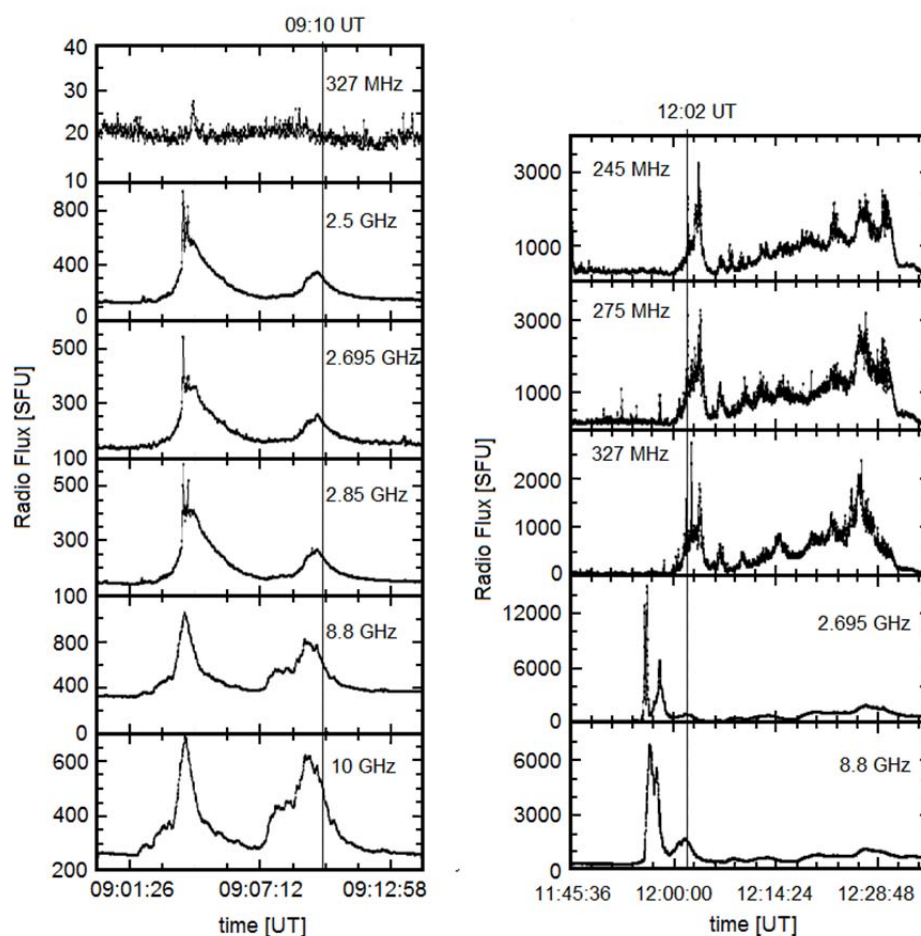 09:10 UT
40
30
20
10
327 MHz
800
400
0
2.5 GHz
500
300
100
2.695 GHz
500
300
100
2.85 GHz
800
400
0
8.8 GHz
600
400
200
10 GHz
Radio Flux [SFU]
09:01:26 09:07:12 09:12:58
time [UT]
12:02 UT
3000
1000
245 MHz
3000
1000
275 MHz
2000
1000
0
327 MHz
12000
6000
0
2.695 GHz
6000
3000
0
8.8 GHz
Radio Flux [SFU]
11:45:36 12:00:00 12:14:24 12:28:48
time [UT]